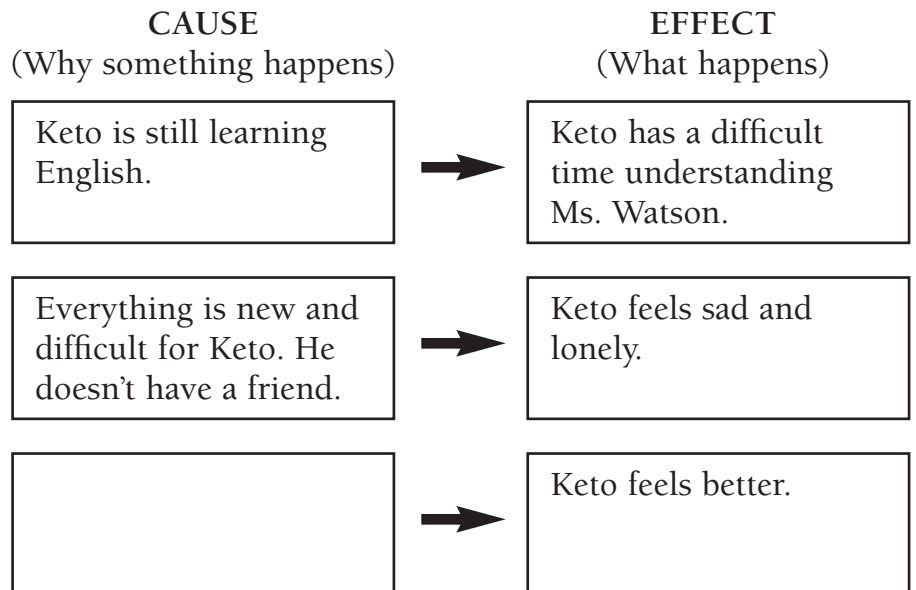 CAUSE
(Why something happens)
EFFECT
(What happens)
Keto is still learning
English.
Keto has a difficult
time understanding
Ms. Watson.
Everything is new and
difficult for Keto. He
doesn't have a friend.
Keto feels sad and
lonely.
Keto feels better.